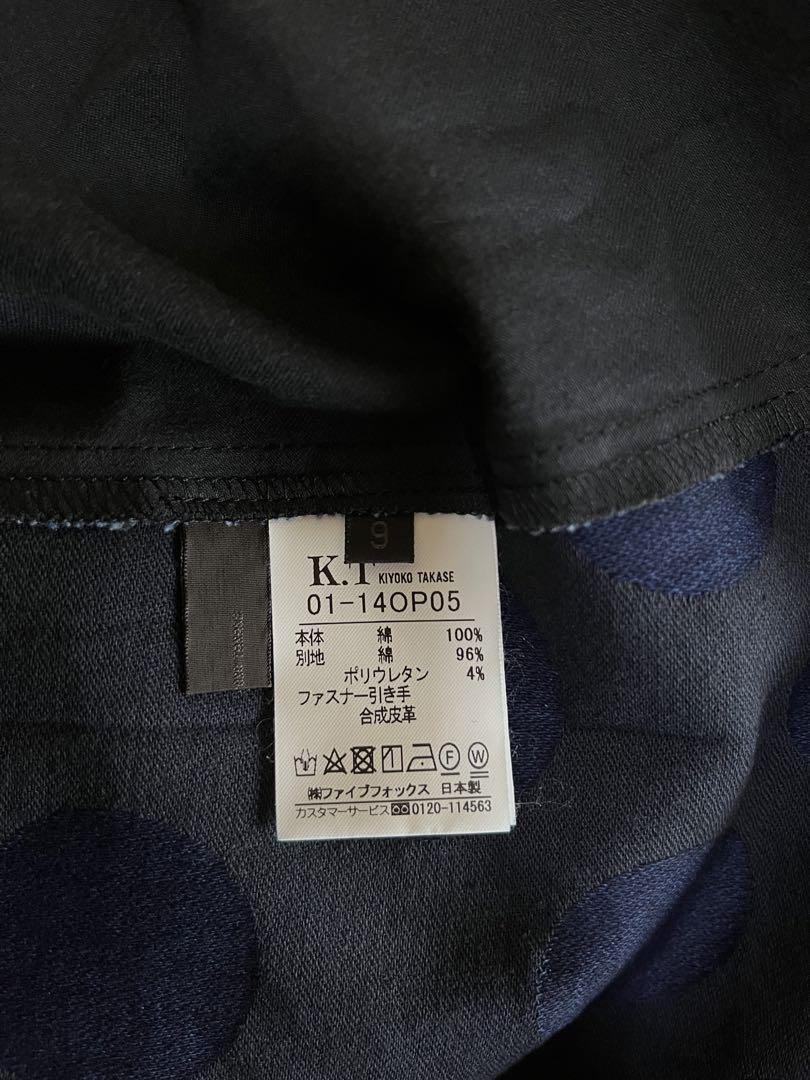 9
K.T KIYOKO TAKASE
01-14OP05
本体 綿 100%
別地 綿 96%
ポリウレタン 4%
ファスナー引き手
合成皮革
F W
㈱ファイブフォックス 日本製
カスタマーサービス 0120-114563